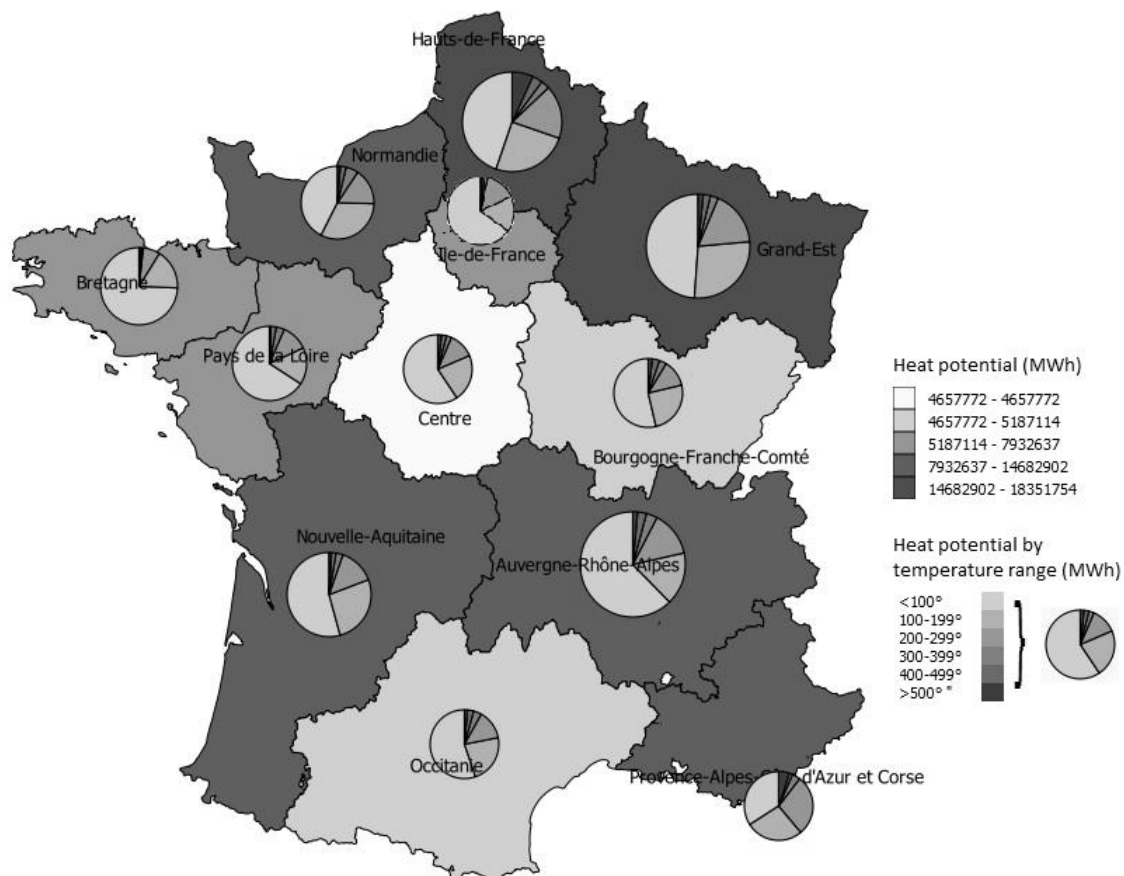 Hauts-de-France
Normandie
Ile-de-France
Grand-Est
Bretagne
Pays de la Loire
Centre
Bourgogne-Franche-Comté
Nouvelle-Aquitaine
Auvergne-Rhône-Alpes
Occitanie
Provence-Alpes- d'Azur et Corse
Heat potential (MWh)
4657772 - 4657772
4657772 - 5187114
5187114 - 7932637
7932637 - 14682902
14682902 - 18351754
Heat potential by
temperature range (MWh)
<100°
100-199°
200-299°
300-399°
400-499°
>500° "